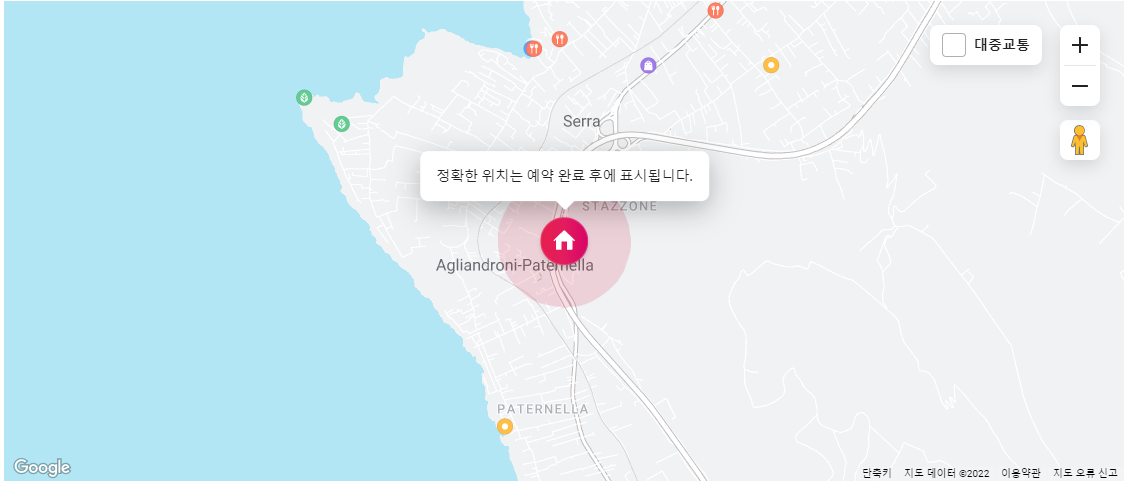 대중교통
Serra
정확한 위치는 예약 완료 후에 표시됩니다.
STAZZONE
Agliandroni-Paternella
PATERNELLA
Google
단축키 지도 데이터 ©2022 이용약관 지도 오류 신고